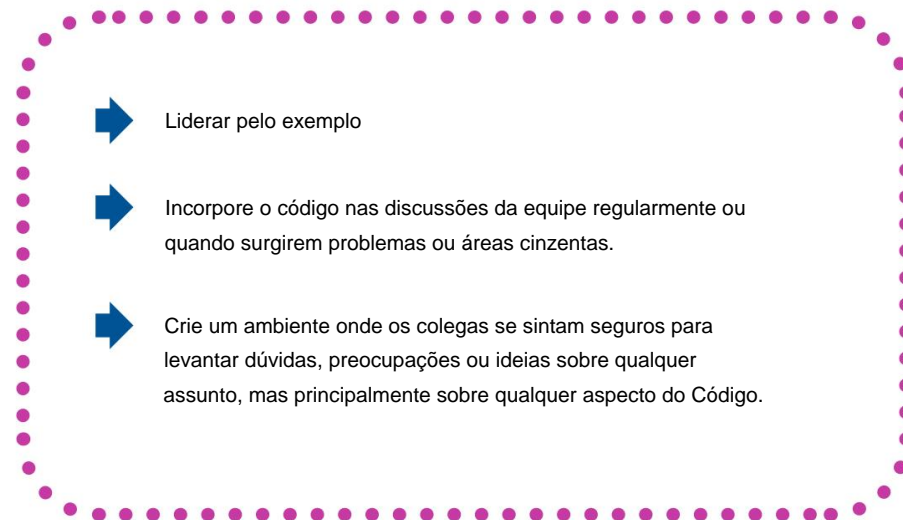 Liderar pelo exemplo
Incorpore o código nas discussões da equipe regularmente ou
quando surgirem problemas ou áreas cinzentas.
Crie um ambiente onde os colegas se sintam seguros para
levantar dúvidas, preocupações ou ideias sobre qualquer
assunto, mas principalmente sobre qualquer aspecto do Código.